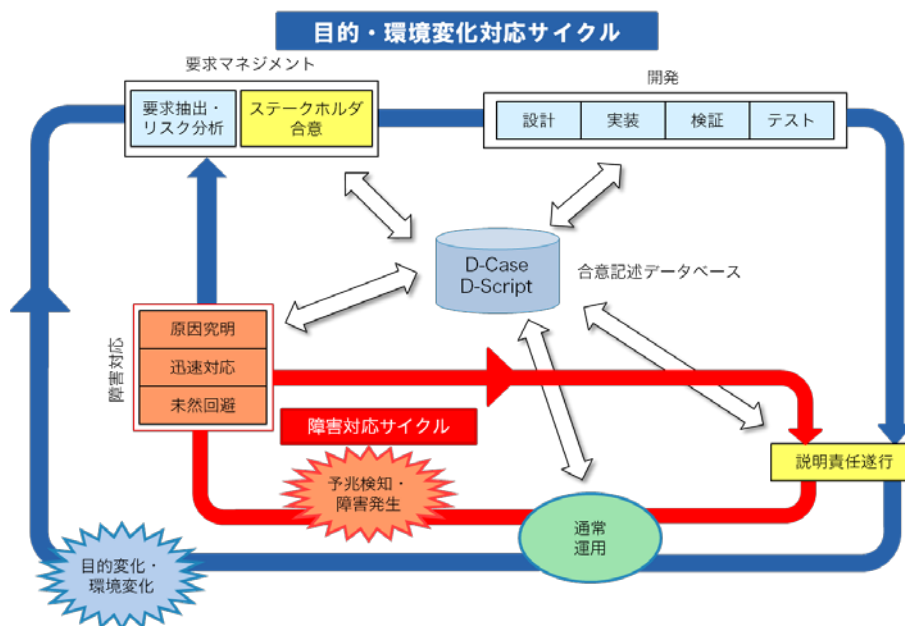 目的・環境変化対応サイクル
要求マネジメント
開発
要求抽出・
リスク分析
ステークホルダ
合意
設計
実装
検証
テスト
D-Case
D-Script
合意記述データベース
障害対応
原因究明
迅速対応
未然回避
障害対応サイクル
説明責任遂行
予兆検知・
障害発生
通常
運用
目的変化・
環境変化